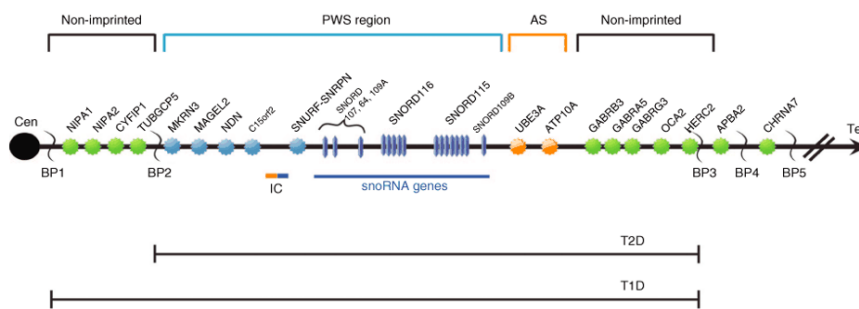 Non-imprinted
PWS region
AS
Non-imprinted
Cen
NIPA1
NIPA2
CYFIP1
TUBGCP5
MKRN3
MAGEL2
NDN
C15orf2
SNURF-SNRPN
SNORD
107, 64, 109A
SNORD116
SNORD115
SNORD109B
UBE3A
ATP10A
GABRB3
GABRA5
GABRG3
OCA2
HERC2
APBA2
CHRNA7
Te
BP1
BP2
BP3
BP4
BP5
IC
snoRNA genes
T2D
T1D